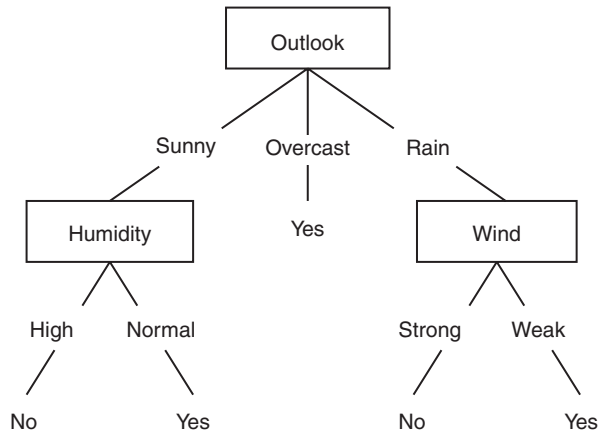 Outlook
Sunny Overcast Rain
Humidity Yes Wind
High Normal Strong Weak
No Yes No Yes